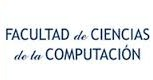 FACULTAD de CIENCIAS
de la COMPUTACIÓN